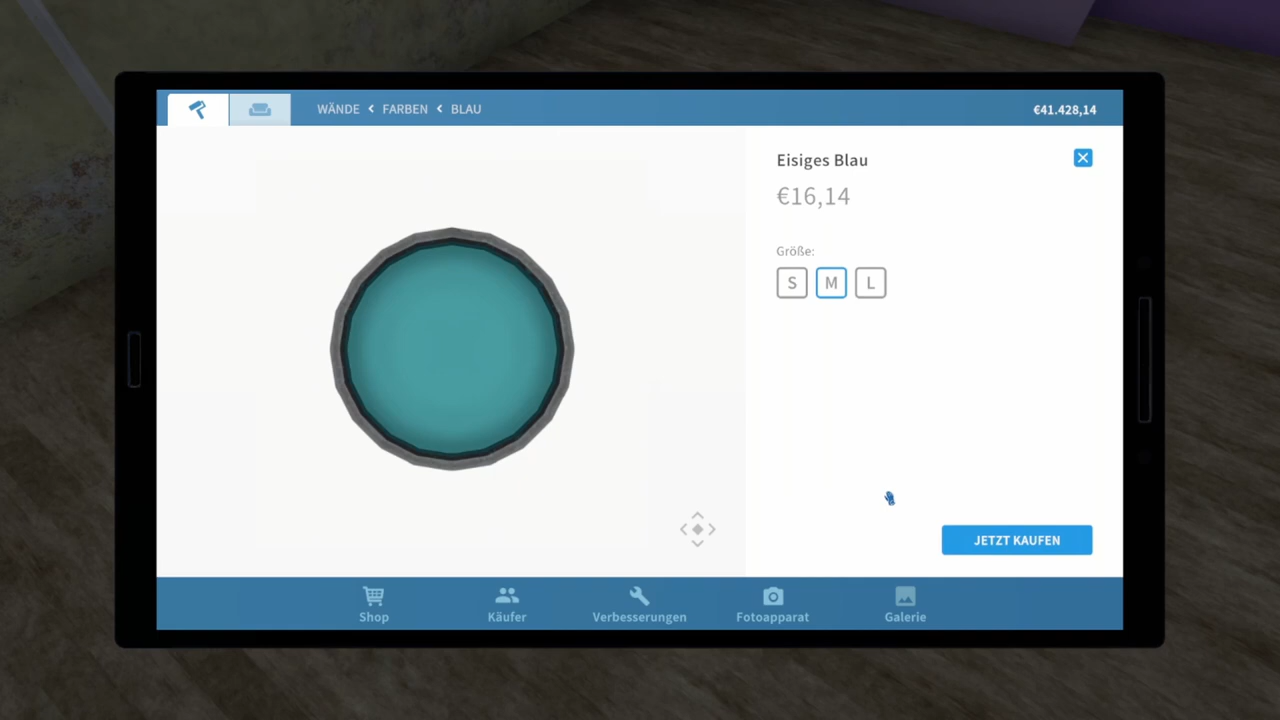 WÄNDE < FARBEN < BLAU
€41.428,14
Eisiges Blau
€16,14
Größe:
S M L
JETZT KAUFEN
Shop Käufer Verbesserungen Fotoapparat Galerie